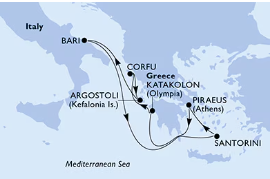 Italy
BARI
CORFU
Greece
KATAKOLON
(Olympia)
ARGOSTOLI
(Kefalonia Is.)
PIRAEUS
(Athens)
SANTORINI
Mediterranean Sea